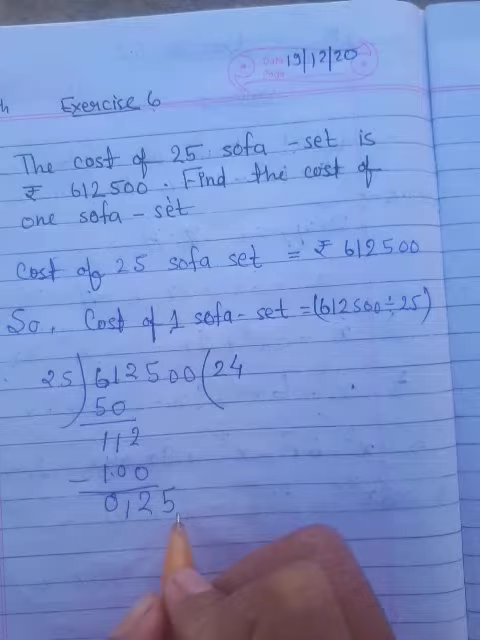 Date 19/12/20
Page
Exercise 6
The cost of 25 sofa-set is
₹ 612500. Find the cost of
one sofa-set
Cost of 25 sofa set = ₹ 612500
So, Cost of 1 sofa-set = (612500÷25)
25)612500(24
50
112
- 100
0125